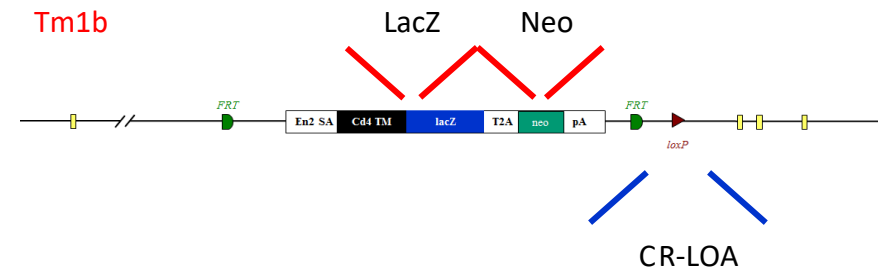 Tm1b LacZ Neo
FRT FRT
En2 SA Cd4 TM lacZ T2A neo pA
loxP
CR-LOA